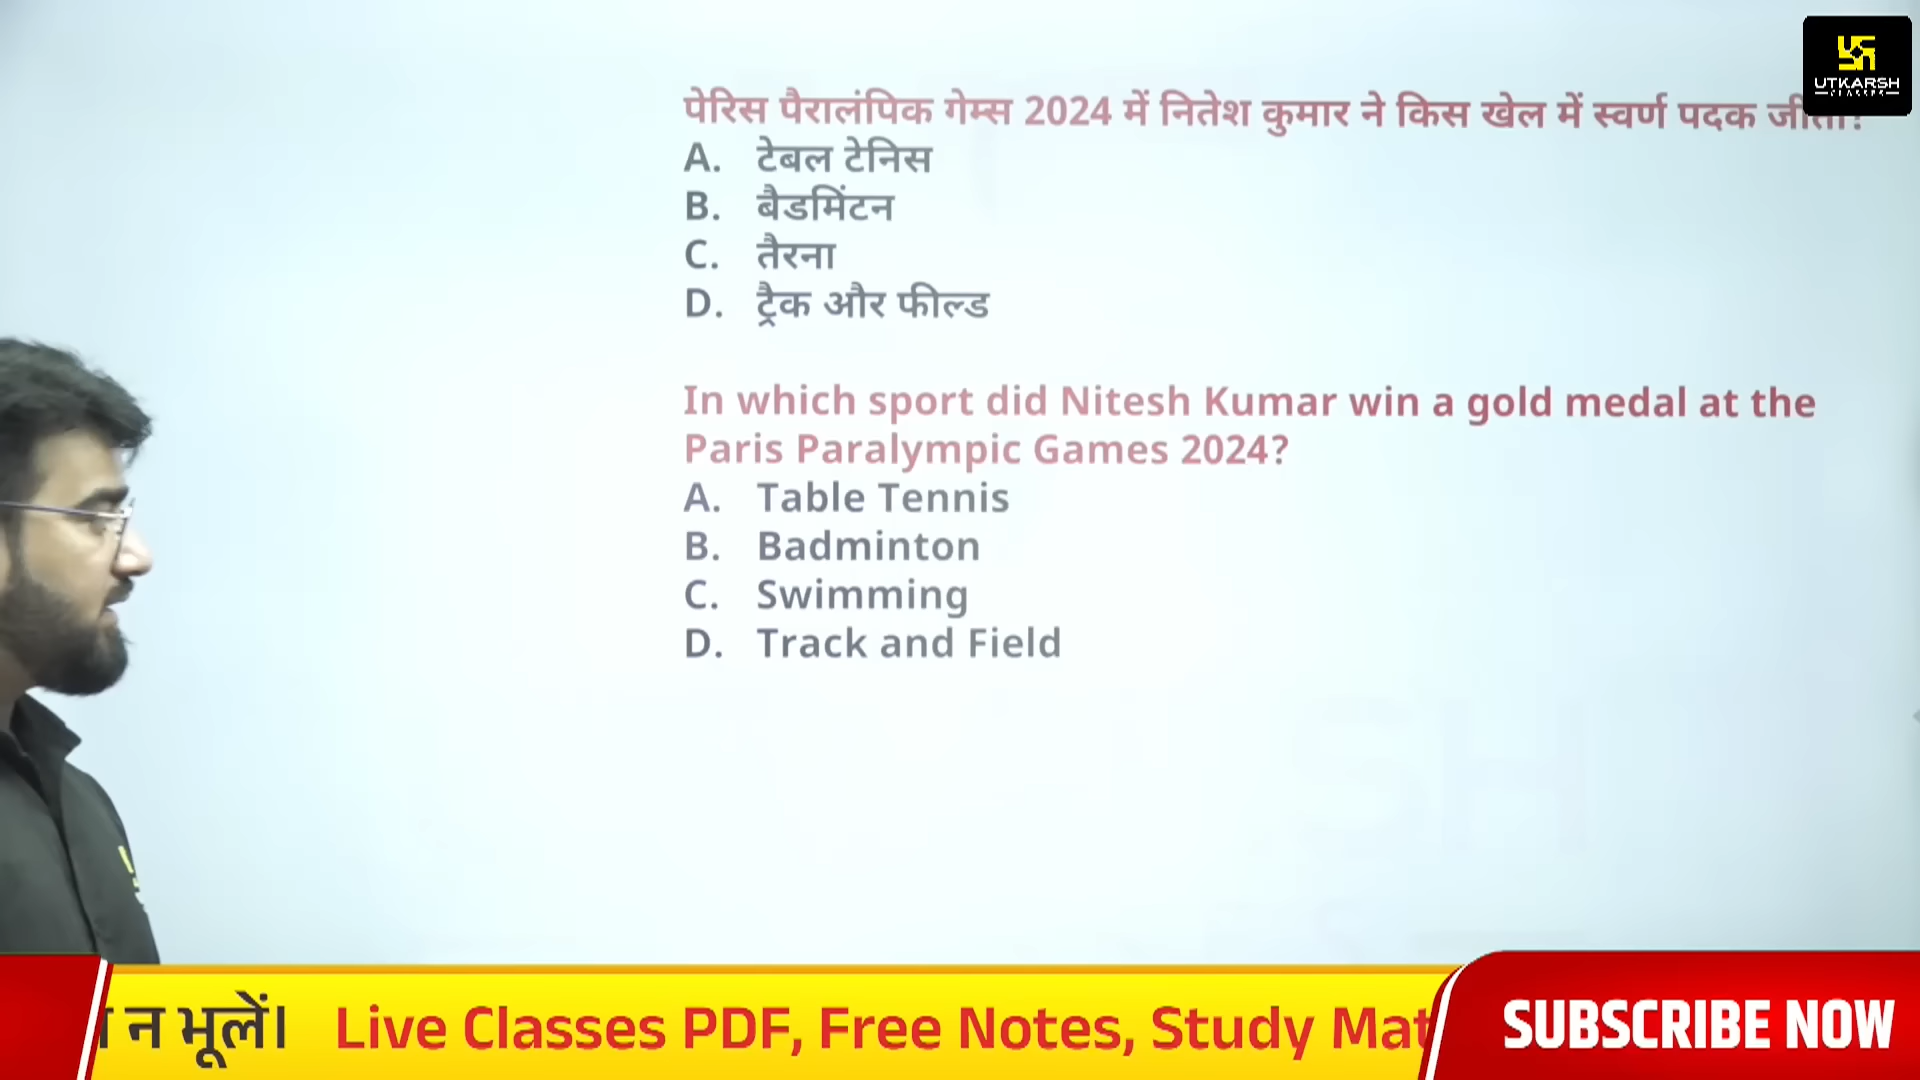 UTKARSH
CLASSES
पेरिस पैरालंपिक गेम्स 2024 में नितेश कुमार ने किस खेल में स्वर्ण पदक जीता?
A. टेबल टेनिस
B. बैडमिंटन
C. तैरना
D. ट्रैक और फील्ड
In which sport did Nitesh Kumar win a gold medal at the
Paris Paralympic Games 2024?
A. Table Tennis
B. Badminton
C. Swimming
D. Track and Field
न भूलें। Live Classes PDF, Free Notes, Study Mat
SUBSCRIBE NOW